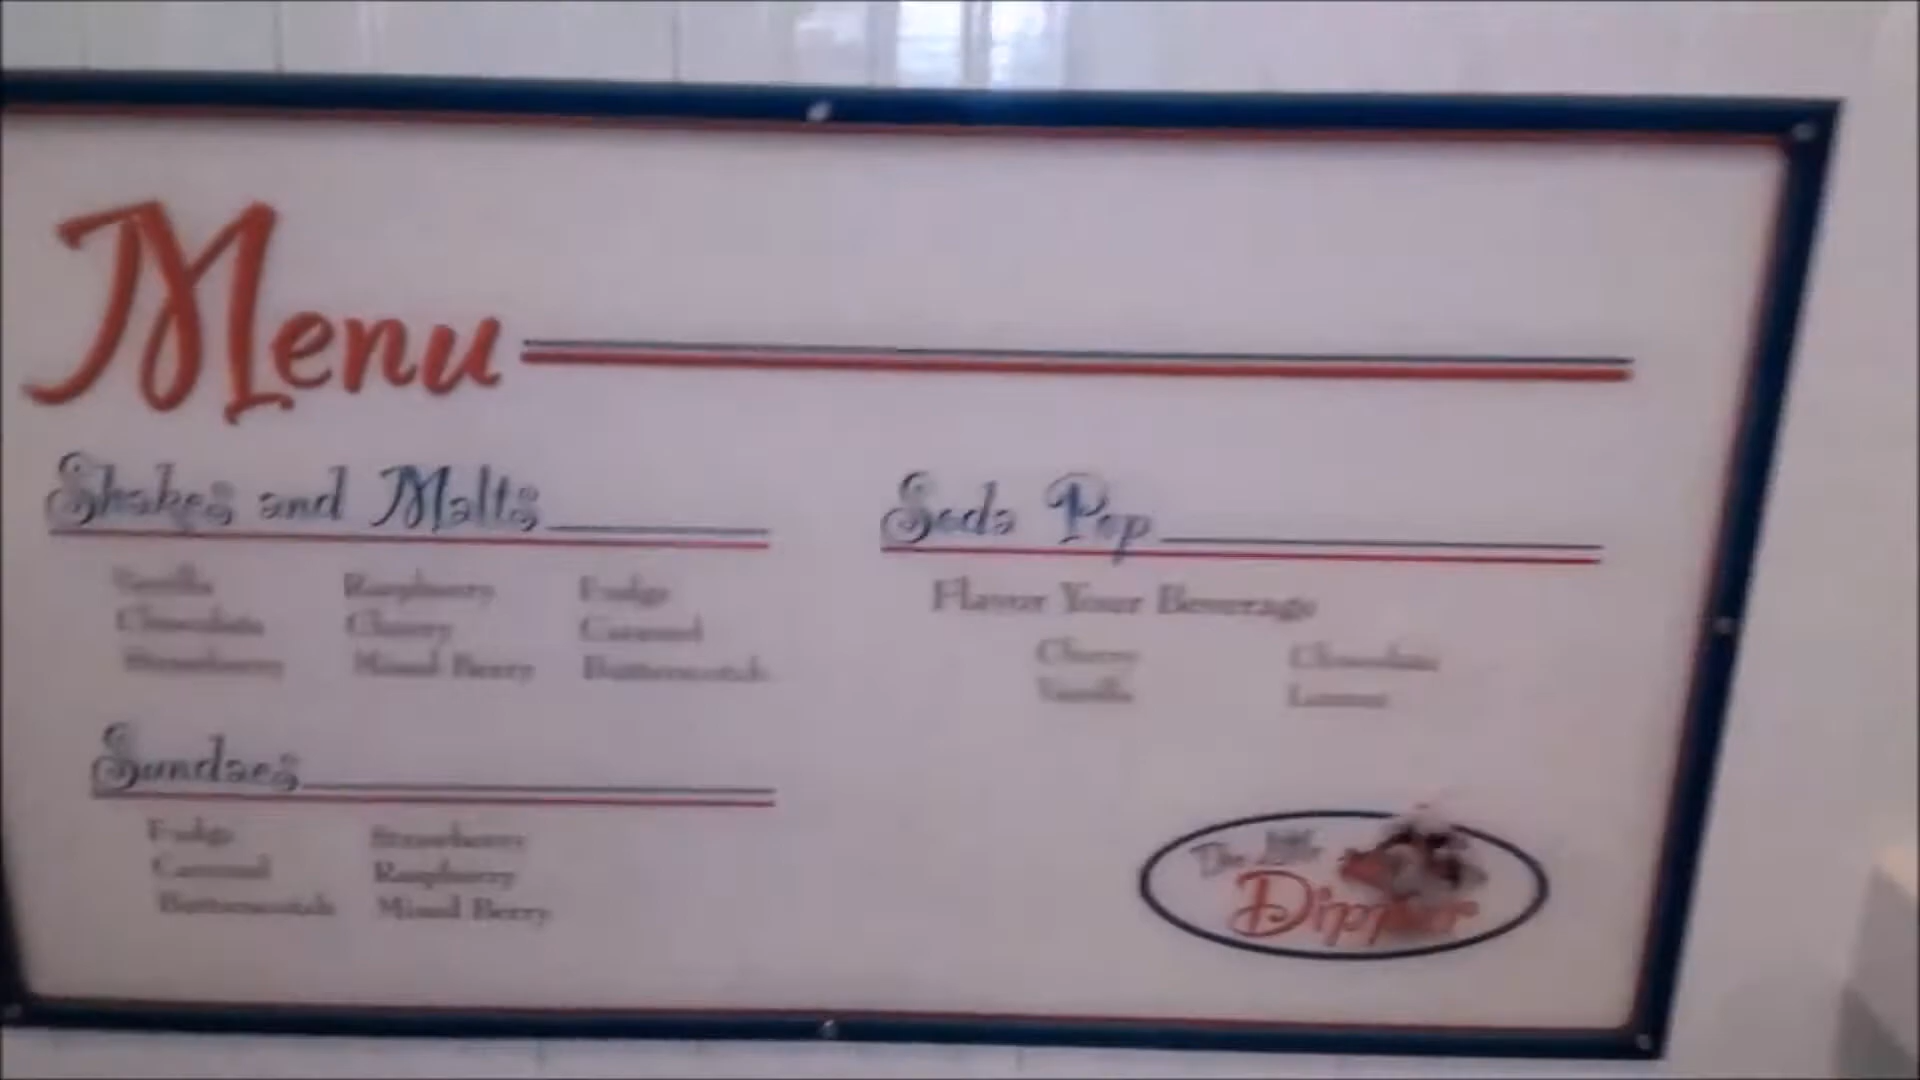 Menu
Shakes and Malts
Vanilla
Chocolate
Strawberry
Raspberry
Cherry
Mixed Berry
Fudge
Caramel
Butterscotch
Soda Pop
Flavor Your Beverage
Cherry
Vanilla
Chocolate
Lemon
Sundaes
Fudge
Caramel
Butterscotch
Strawberry
Raspberry
Mixed Berry
The Little
Dipper